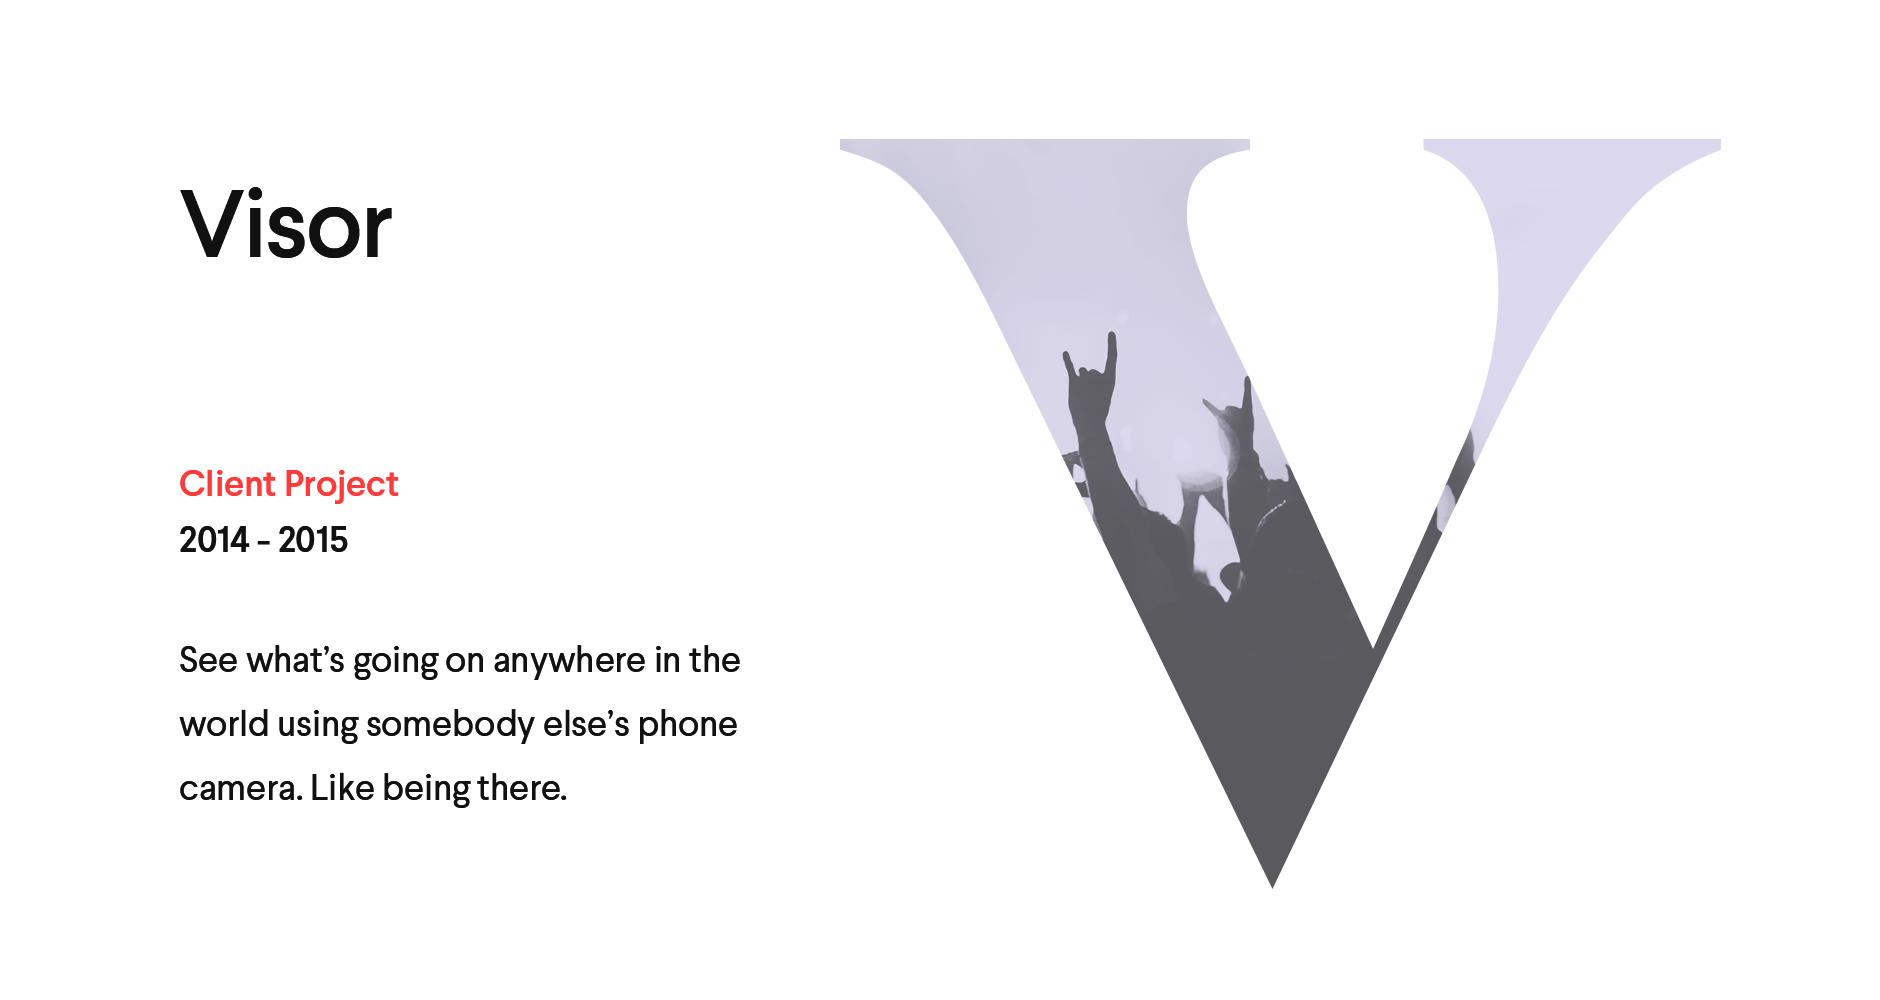 Visor
Client Project
2014 - 2015
See what’s going on anywhere in the
world using somebody else’s phone
camera. Like being there.
V